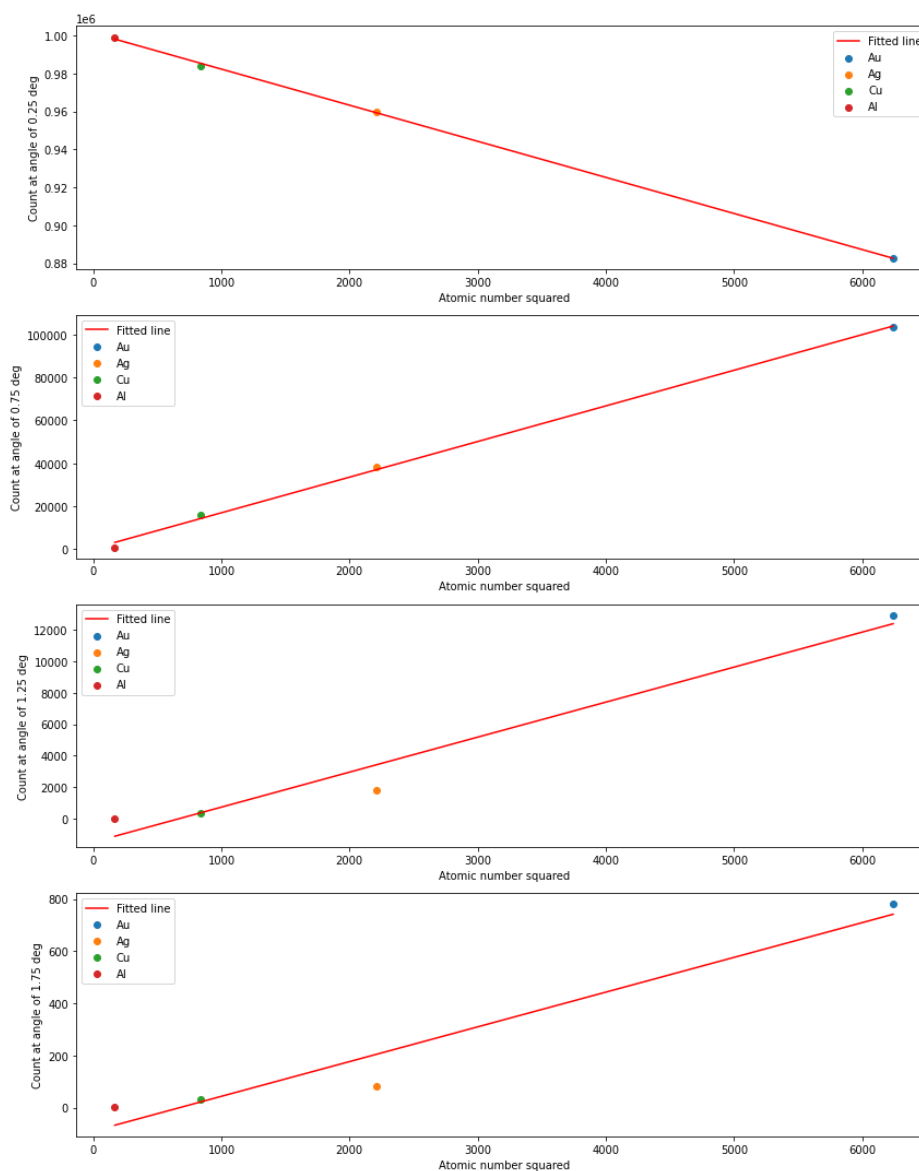 1e6
1.00
0.98
0.96
0.94
0.92
0.90
0.88
Count at angle of 0.25 deg
Fitted line
Au
Ag
Cu
Al
0 1000 2000 3000 4000 5000 6000
Atomic number squared
100000
80000
60000
40000
20000
0
Count at angle of 0.75 deg
Fitted line
Au
Ag
Cu
Al
0 1000 2000 3000 4000 5000 6000
Atomic number squared
12000
10000
8000
6000
4000
2000
0
Count at angle of 1.25 deg
Fitted line
Au
Ag
Cu
Al
0 1000 2000 3000 4000 5000 6000
Atomic number squared
800
600
400
200
0
Count at angle of 1.75 deg
Fitted line
Au
Ag
Cu
Al
0 1000 2000 3000 4000 5000 6000
Atomic number squared